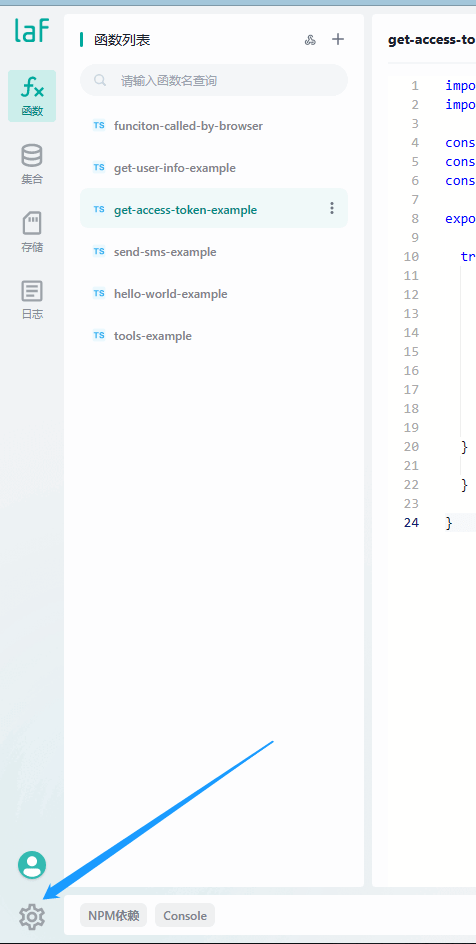 laf
函数
集合
存储
日志
函数列表
请输入函数名查询
TS funciton-called-by-browser
TS get-user-info-example
TS get-access-token-example
TS send-sms-example
TS hello-world-example
TS tools-example
NPM依赖 Console
get-access-to
1 impo
2 impo
3
4 cons
5 cons
6 cons
7
8 expo
9
10 tr
11
12
13
14
15
16
17
18
19
20 }
21
22 }
23
24 }